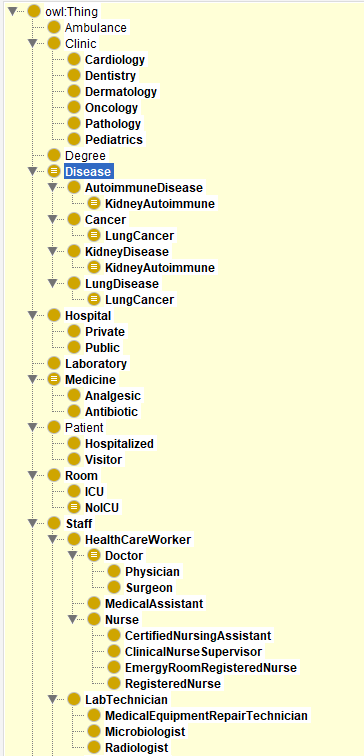 owl:Thing
Ambulance
Clinic
Cardiology
Dentistry
Dermatology
Oncology
Pathology
Pediatrics
Degree
Disease
AutoimmuneDisease
KidneyAutoimmune
Cancer
LungCancer
KidneyDisease
KidneyAutoimmune
LungDisease
LungCancer
Hospital
Private
Public
Laboratory
Medicine
Analgesic
Antibiotic
Patient
Hospitalized
Visitor
Room
ICU
NoICU
Staff
HealthCareWorker
Doctor
Physician
Surgeon
MedicalAssistant
Nurse
CertifiedNursingAssistant
ClinicalNurseSupervisor
EmergyRoomRegisteredNurse
RegisteredNurse
LabTechnician
MedicalEquipmentRepairTechnician
Microbiologist
Radiologist